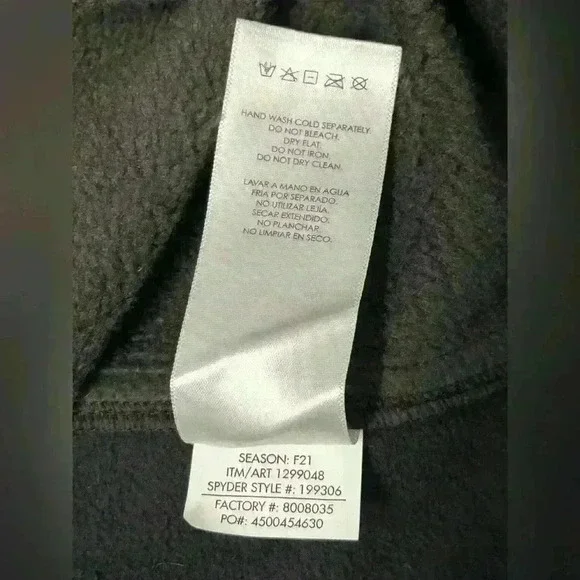 HAND WASH COLD SEPARATELY.
DO NOT BLEACH.
DRY FLAT.
DO NOT IRON.
DO NOT DRY CLEAN.
LAVAR A MANO EN AGUA
FRIA POR SEPARADO.
NO UTILIZAR LEJÍA.
SECAR EXTENDIDO.
NO PLANCHAR.
NO LIMPIAR EN SECO.
SEASON: F21
ITM/ART 1299048
SPYDER STYLE #: 199306
FACTORY #: 8008035
PO#: 4500454630